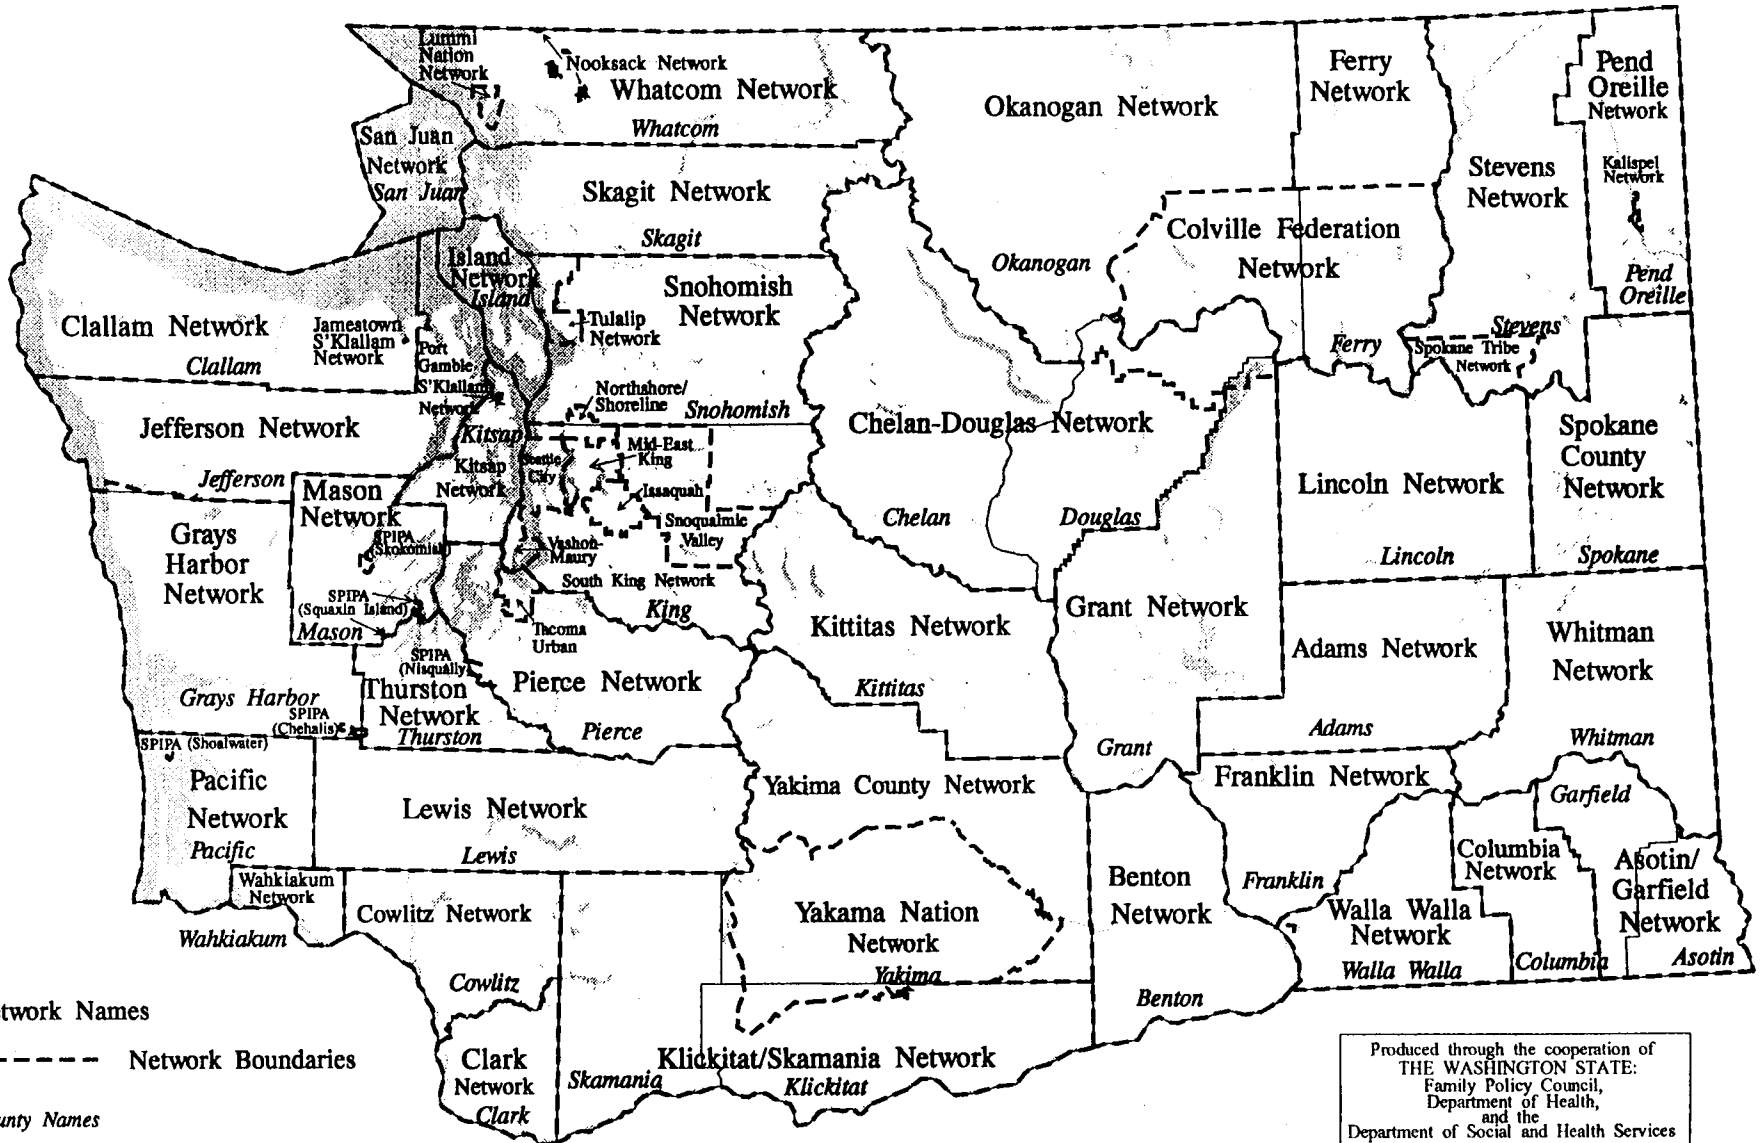 Lummi
Nation
Network
Nooksack Network
Whatcom Network
Whatcom
San Juan
Network
San Juan
Skagit Network
Skagit
Okanogan Network
Okanogan
Ferry
Network
Pend
Oreille
Network
Stevens
Network
Kalispel
Network
Pend
Oreille
Colville Federation
Network
Island
Network
Island
Snohomish
Network
Tulalip
Network
Clallam Network
Clallam
Jamestown
S'Klallam
Network
Port
Gamble
S'Klallam
Network
Northshore/
Shoreline
Snohomish
Stevens
Ferry
Spokane Tribe
Network
Jefferson Network
Jefferson
Kitsap
Kitsap
Network
Seattle
City
Mid-East
King
Issaquah
Snoqualmie
Valley
Chelan-Douglas Network
Chelan
Douglas
Lincoln Network
Lincoln
Spokane
County
Network
Spokane
Mason
Network
SPIPA
(Skokomish)
Grays
Harbor
Network
Vashon-
Maury
South King Network
King
SPIPA
(Squaxin Island)
Mason
Tacoma
Urban
SPIPA
(Nisqually)
Pierce Network
Pierce
Thurston
Network
Thurston
Grays Harbor
SPIPA
(Chehalis)
Kittitas Network
Kittitas
Grant Network
Grant
Adams Network
Adams
Whitman
Network
Whitman
SPIPA (Shoalwater)
Pacific
Network
Pacific
Lewis Network
Lewis
Yakima County Network
Franklin Network
Franklin
Garfield
Wahkiakum
Network
Wahkiakum
Cowlitz Network
Cowlitz
Yakama Nation
Network
Yakima
Benton
Network
Benton
Walla Walla
Network
Walla Walla
Columbia
Network
Columbia
Asotin/
Garfield
Network
Asotin
Clark
Network
Clark
Skamania
Klickitat/Skamania Network
Klickitat
twork Names
Network Boundaries
unty Names
Produced through the cooperation of
THE WASHINGTON STATE:
Family Policy Council,
Department of Health,
and the
Department of Social and Health Services